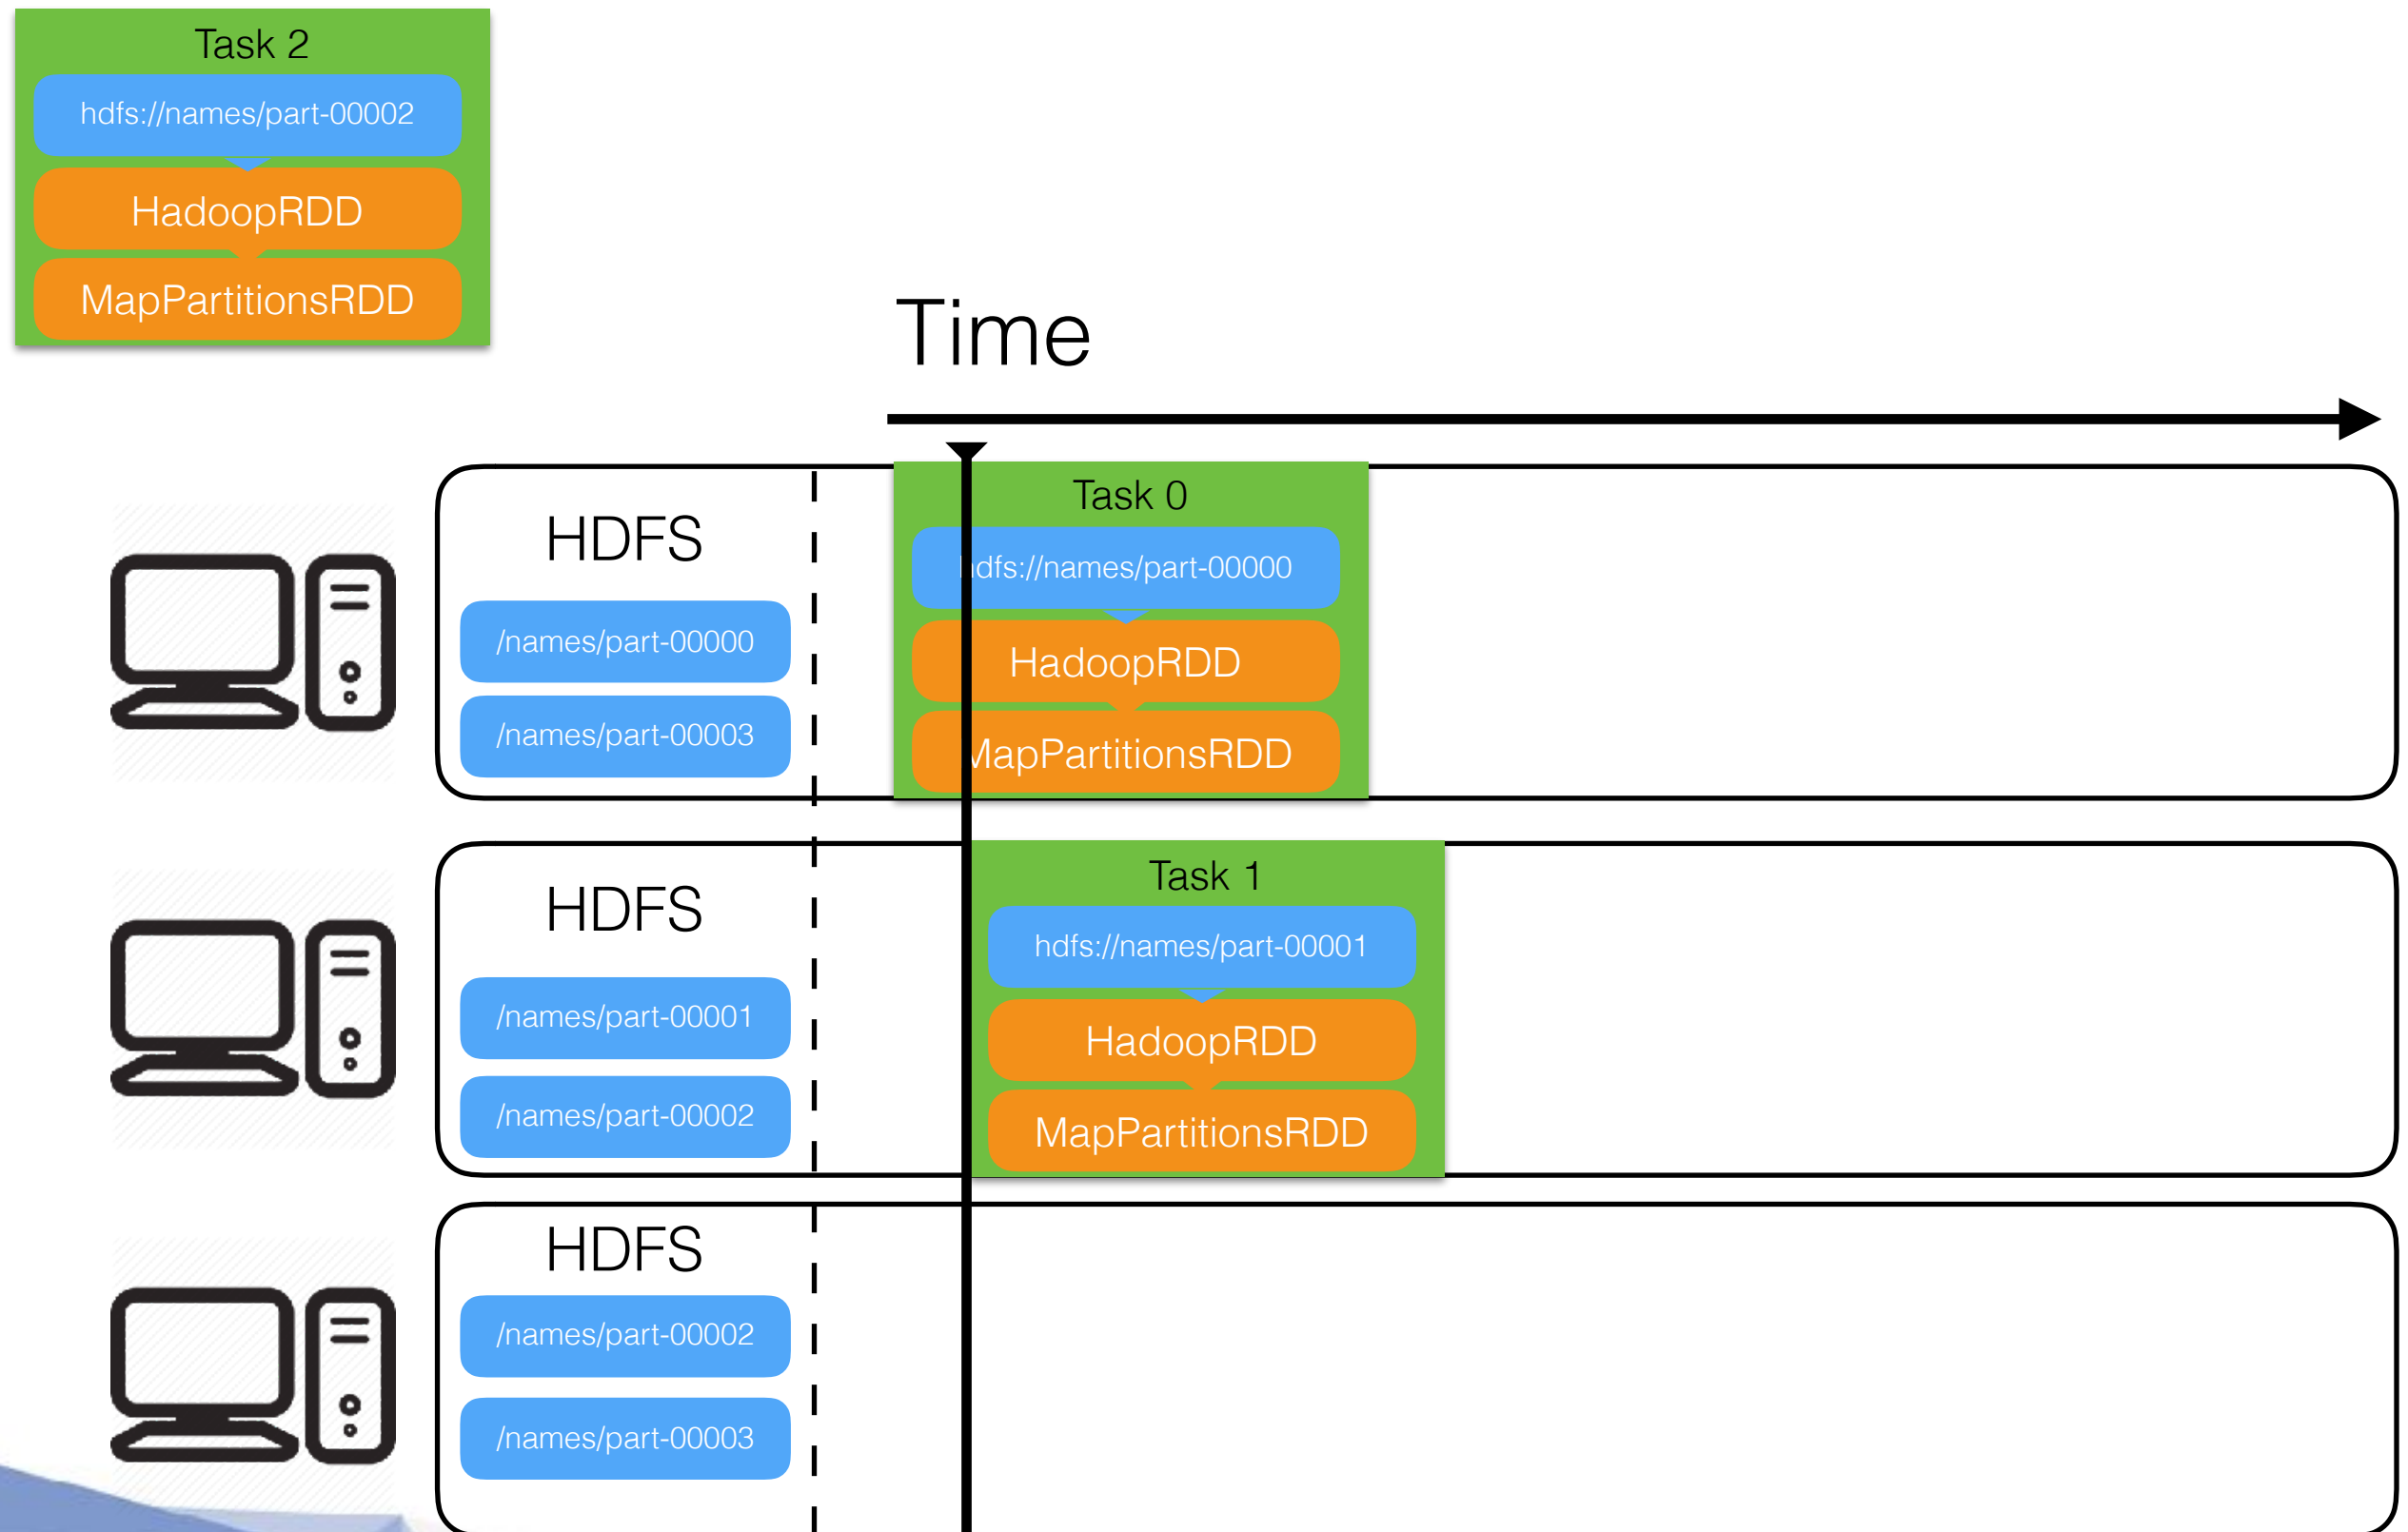 Task 2
hdfs://names/part-00002
HadoopRDD
MapPartitionsRDD
Time
HDFS
/names/part-00000
/names/part-00003
Task 0
hdfs://names/part-00000
HadoopRDD
MapPartitionsRDD
HDFS
/names/part-00001
/names/part-00002
Task 1
hdfs://names/part-00001
HadoopRDD
MapPartitionsRDD
HDFS
/names/part-00002
/names/part-00003